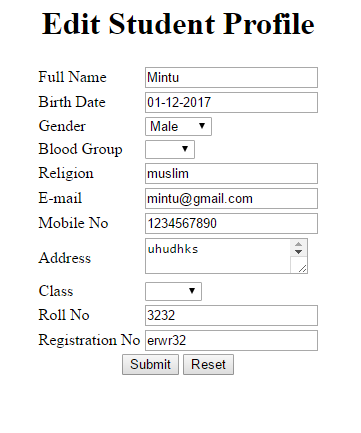 Edit Student Profile
Full Name Mintu
Birth Date 01-12-2017
Gender Male
Blood Group
Religion muslim
E-mail mintu@gmail.com
Mobile No 1234567890
Address uhudhks
Class
Roll No 3232
Registration No erwr32
Submit Reset